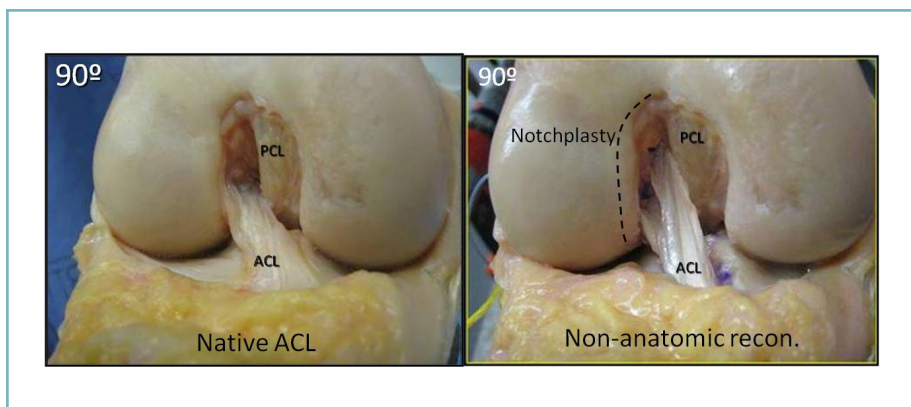 90º
PCL
ACL
Native ACL
90º
Notchplasty
PCL
ACL
Non-anatomic recon.